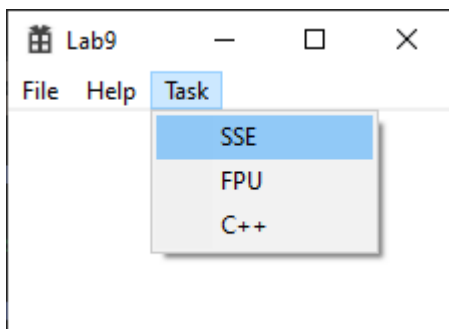 Lab9
File Help Task
SSE
FPU
C++